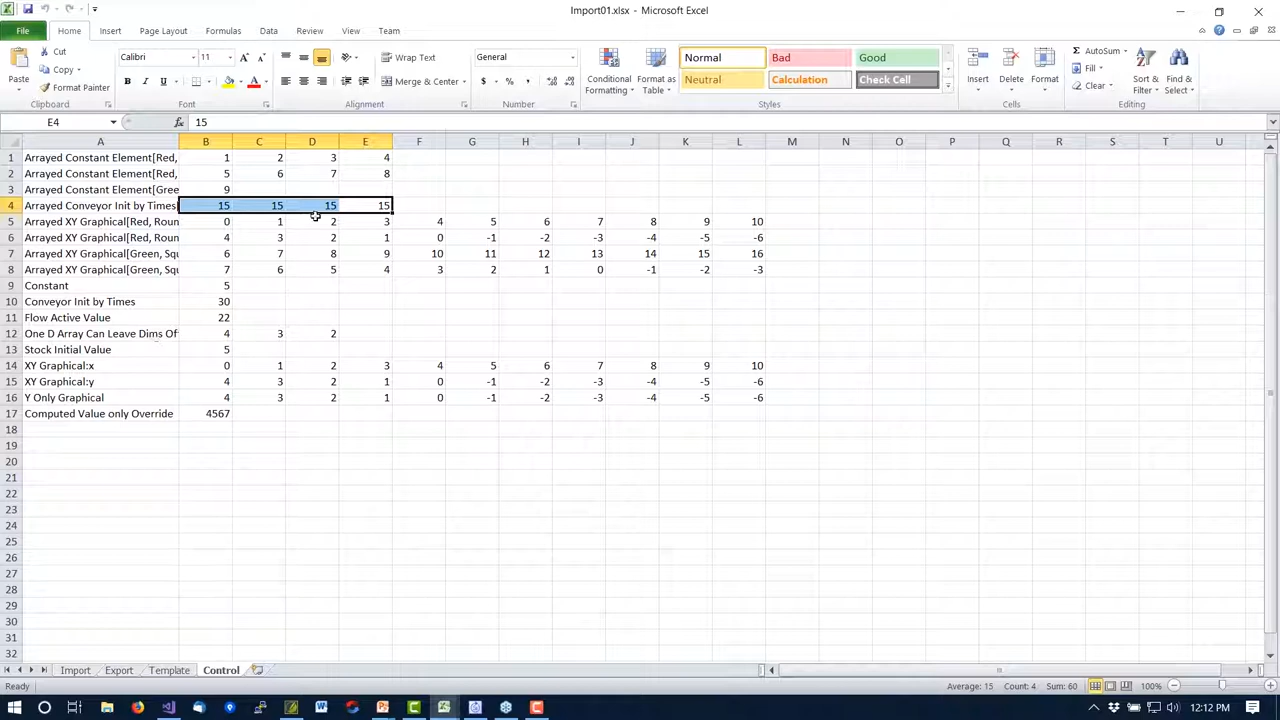 Import01.xlsx - Microsoft Excel
File Home Insert Page Layout Formulas Data Review View Team
Paste Cut Copy Format Painter Clipboard
Calibri 11 Font
Wrap Text Merge & Center Alignment
General Number
Conditional Formatting Format as Table
Normal Bad Good
Neutral Calculation Check Cell
Styles
Insert Delete Format Cells
AutoSum Fill Clear Sort & Filter Find & Select Editing
E4 fx 15
A B C D E F G H I J K L M N O P Q R S T U
1 Arrayed Constant Element[Red, 1 2 3 4
2 Arrayed Constant Element[Red, 5 6 7 8
3 Arrayed Constant Element[Gree 9
4 Arrayed Conveyor Init by Times[ 15 15 15 15
5 Arrayed XY Graphical[Red, Roun 0 1 2 3 4 5 6 7 8 9 10
6 Arrayed XY Graphical[Red, Roun 4 3 2 1 0 -1 -2 -3 -4 -5 -6
7 Arrayed XY Graphical[Green, Squ 6 7 8 9 10 11 12 13 14 15 16
8 Arrayed XY Graphical[Green, Squ 7 6 5 4 3 2 1 0 -1 -2 -3
9 Constant 5
10 Conveyor Init by Times 30
11 Flow Active Value 22
12 One D Array Can Leave Dims Of 4 3 2
13 Stock Initial Value 5
14 XY Graphical:x 0 1 2 3 4 5 6 7 8 9 10
15 XY Graphical:y 4 3 2 1 0 -1 -2 -3 -4 -5 -6
16 Y Only Graphical 4 3 2 1 0 -1 -2 -3 -4 -5 -6
17 Computed Value only Override 4567
18
19
20
21
22
23
24
25
26
27
28
29
30
31
32
Import Export Template Control
Ready Average: 15 Count: 4 Sum: 60 100%
12:12 PM